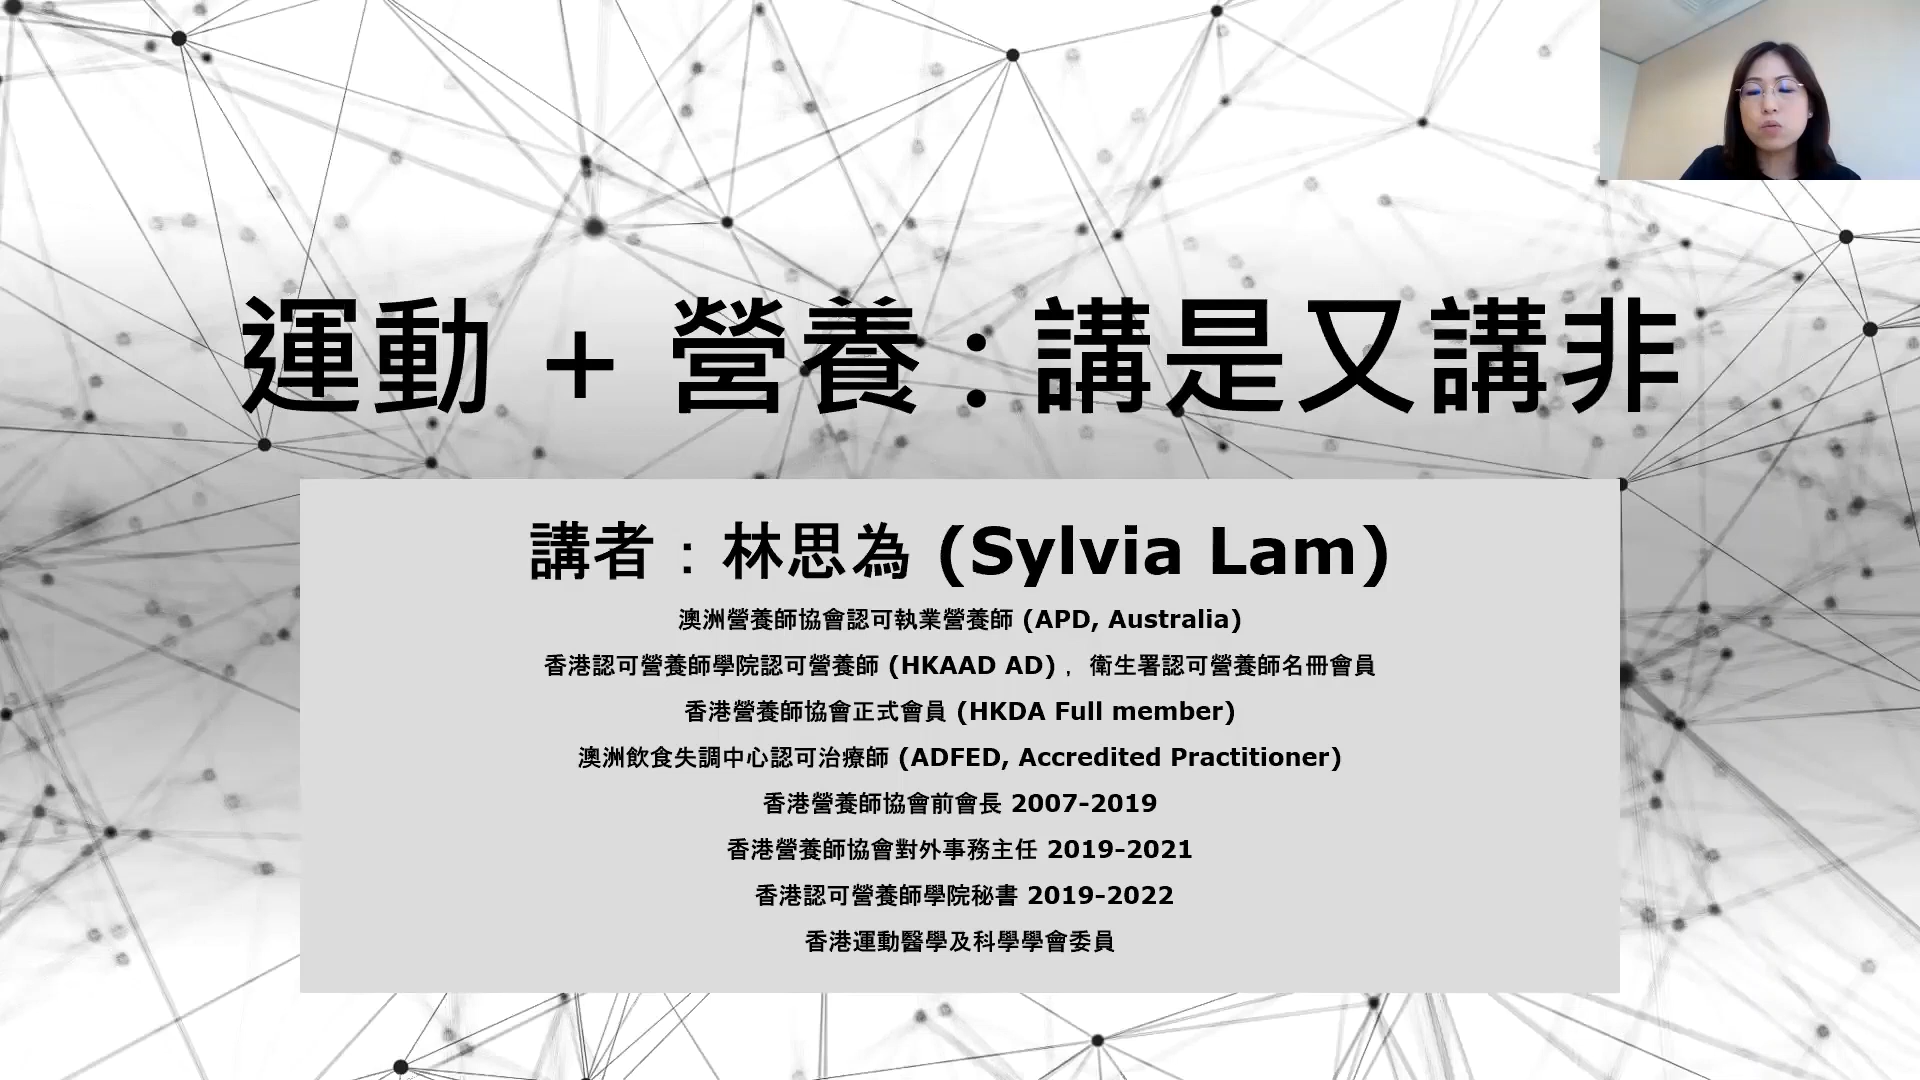 運動 + 營養：講是又講非
講者：林思為 (Sylvia Lam)
澳洲營養師協會認可執業營養師 (APD, Australia)
香港認可營養師學院認可營養師 (HKAAD AD)，衛生署認可營養師名冊會員
香港營養師協會正式會員 (HKDA Full member)
澳洲飲食失調中心認可治療師 (ADFED, Accredited Practitioner)
香港營養師協會前會長 2007-2019
香港營養師協會對外事務主任 2019-2021
香港認可營養師學院秘書 2019-2022
香港運動醫學及科學學會委員